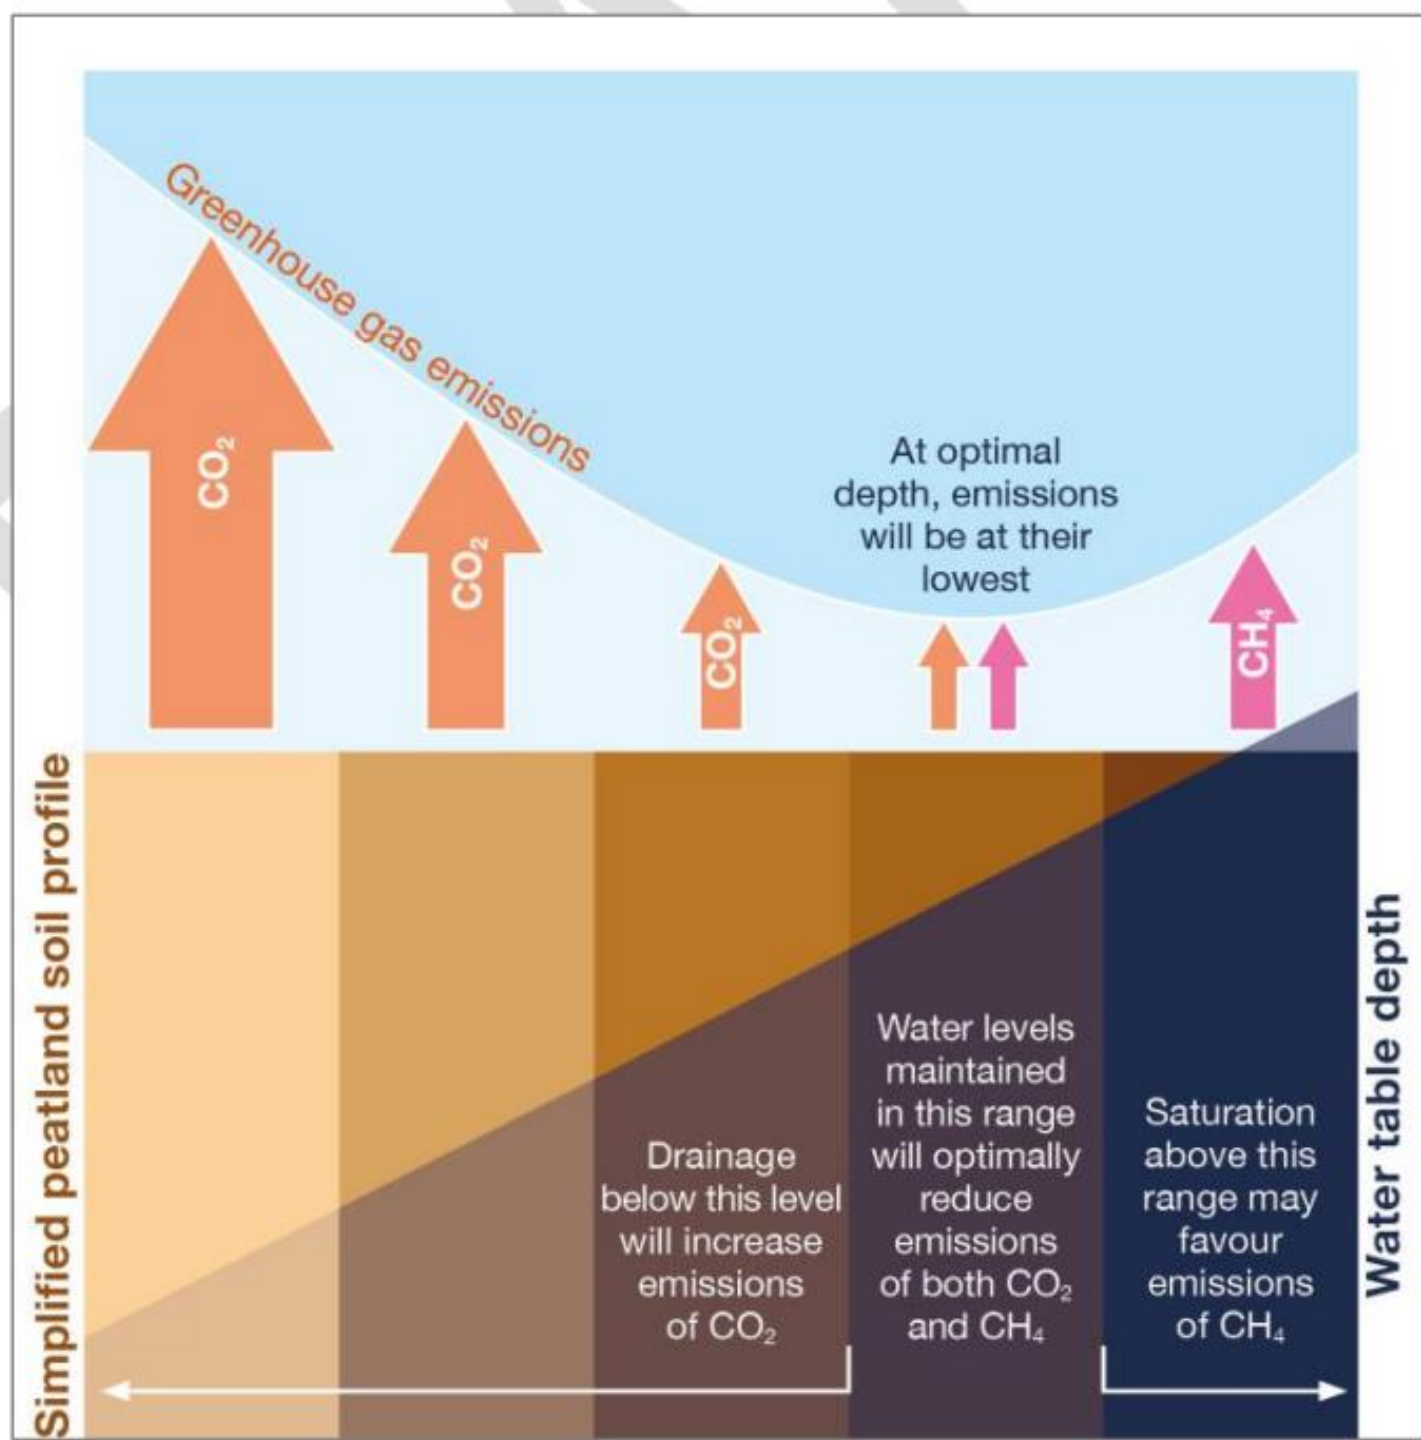 Greenhouse gas emissions
CO₂
CO₂
CO₂
CH₄
At optimal
depth, emissions
will be at their
lowest
Simplified peatland soil profile
Water table depth
Drainage
below this level
will increase
emissions
of CO₂
Water levels
maintained
in this range
will optimally
reduce
emissions
of both CO₂
and CH₄
Saturation
above this
range may
favour
emissions
of CH₄